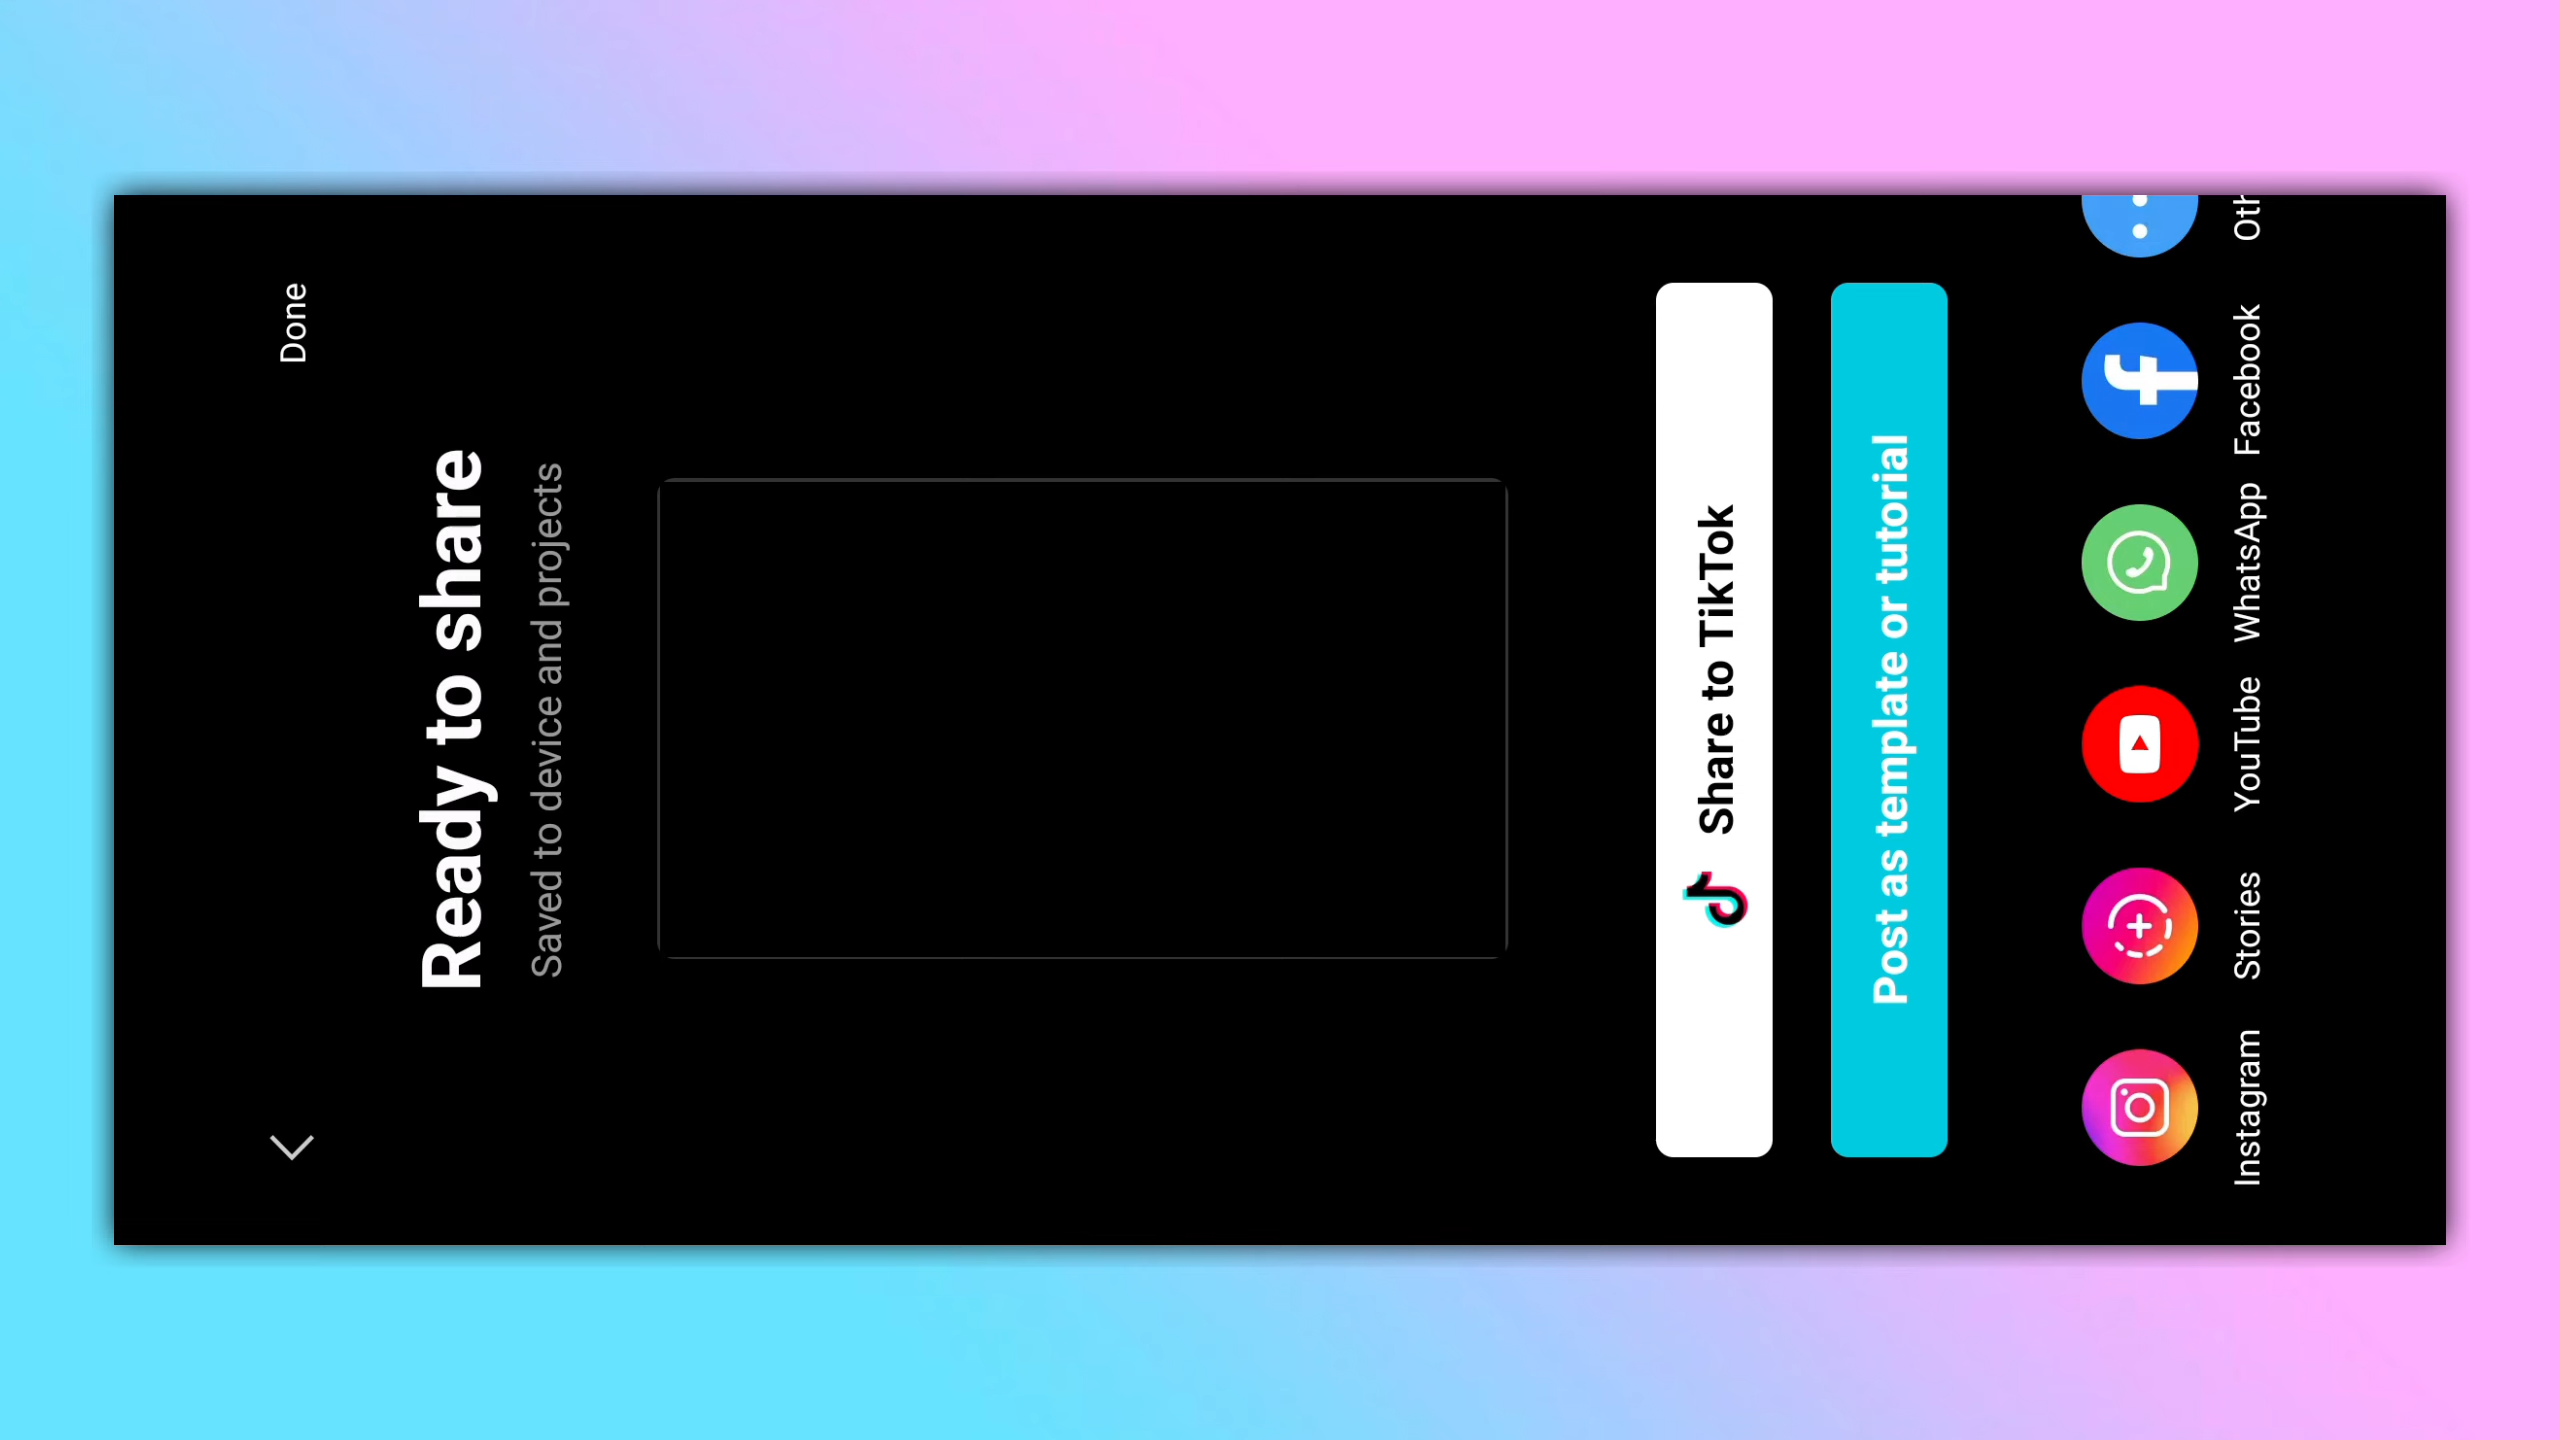 Done
Ready to share
Saved to device and projects
Share to TikTok
Post as template or tutorial
Instagram
Stories
YouTube
WhatsApp
Facebook
Oth